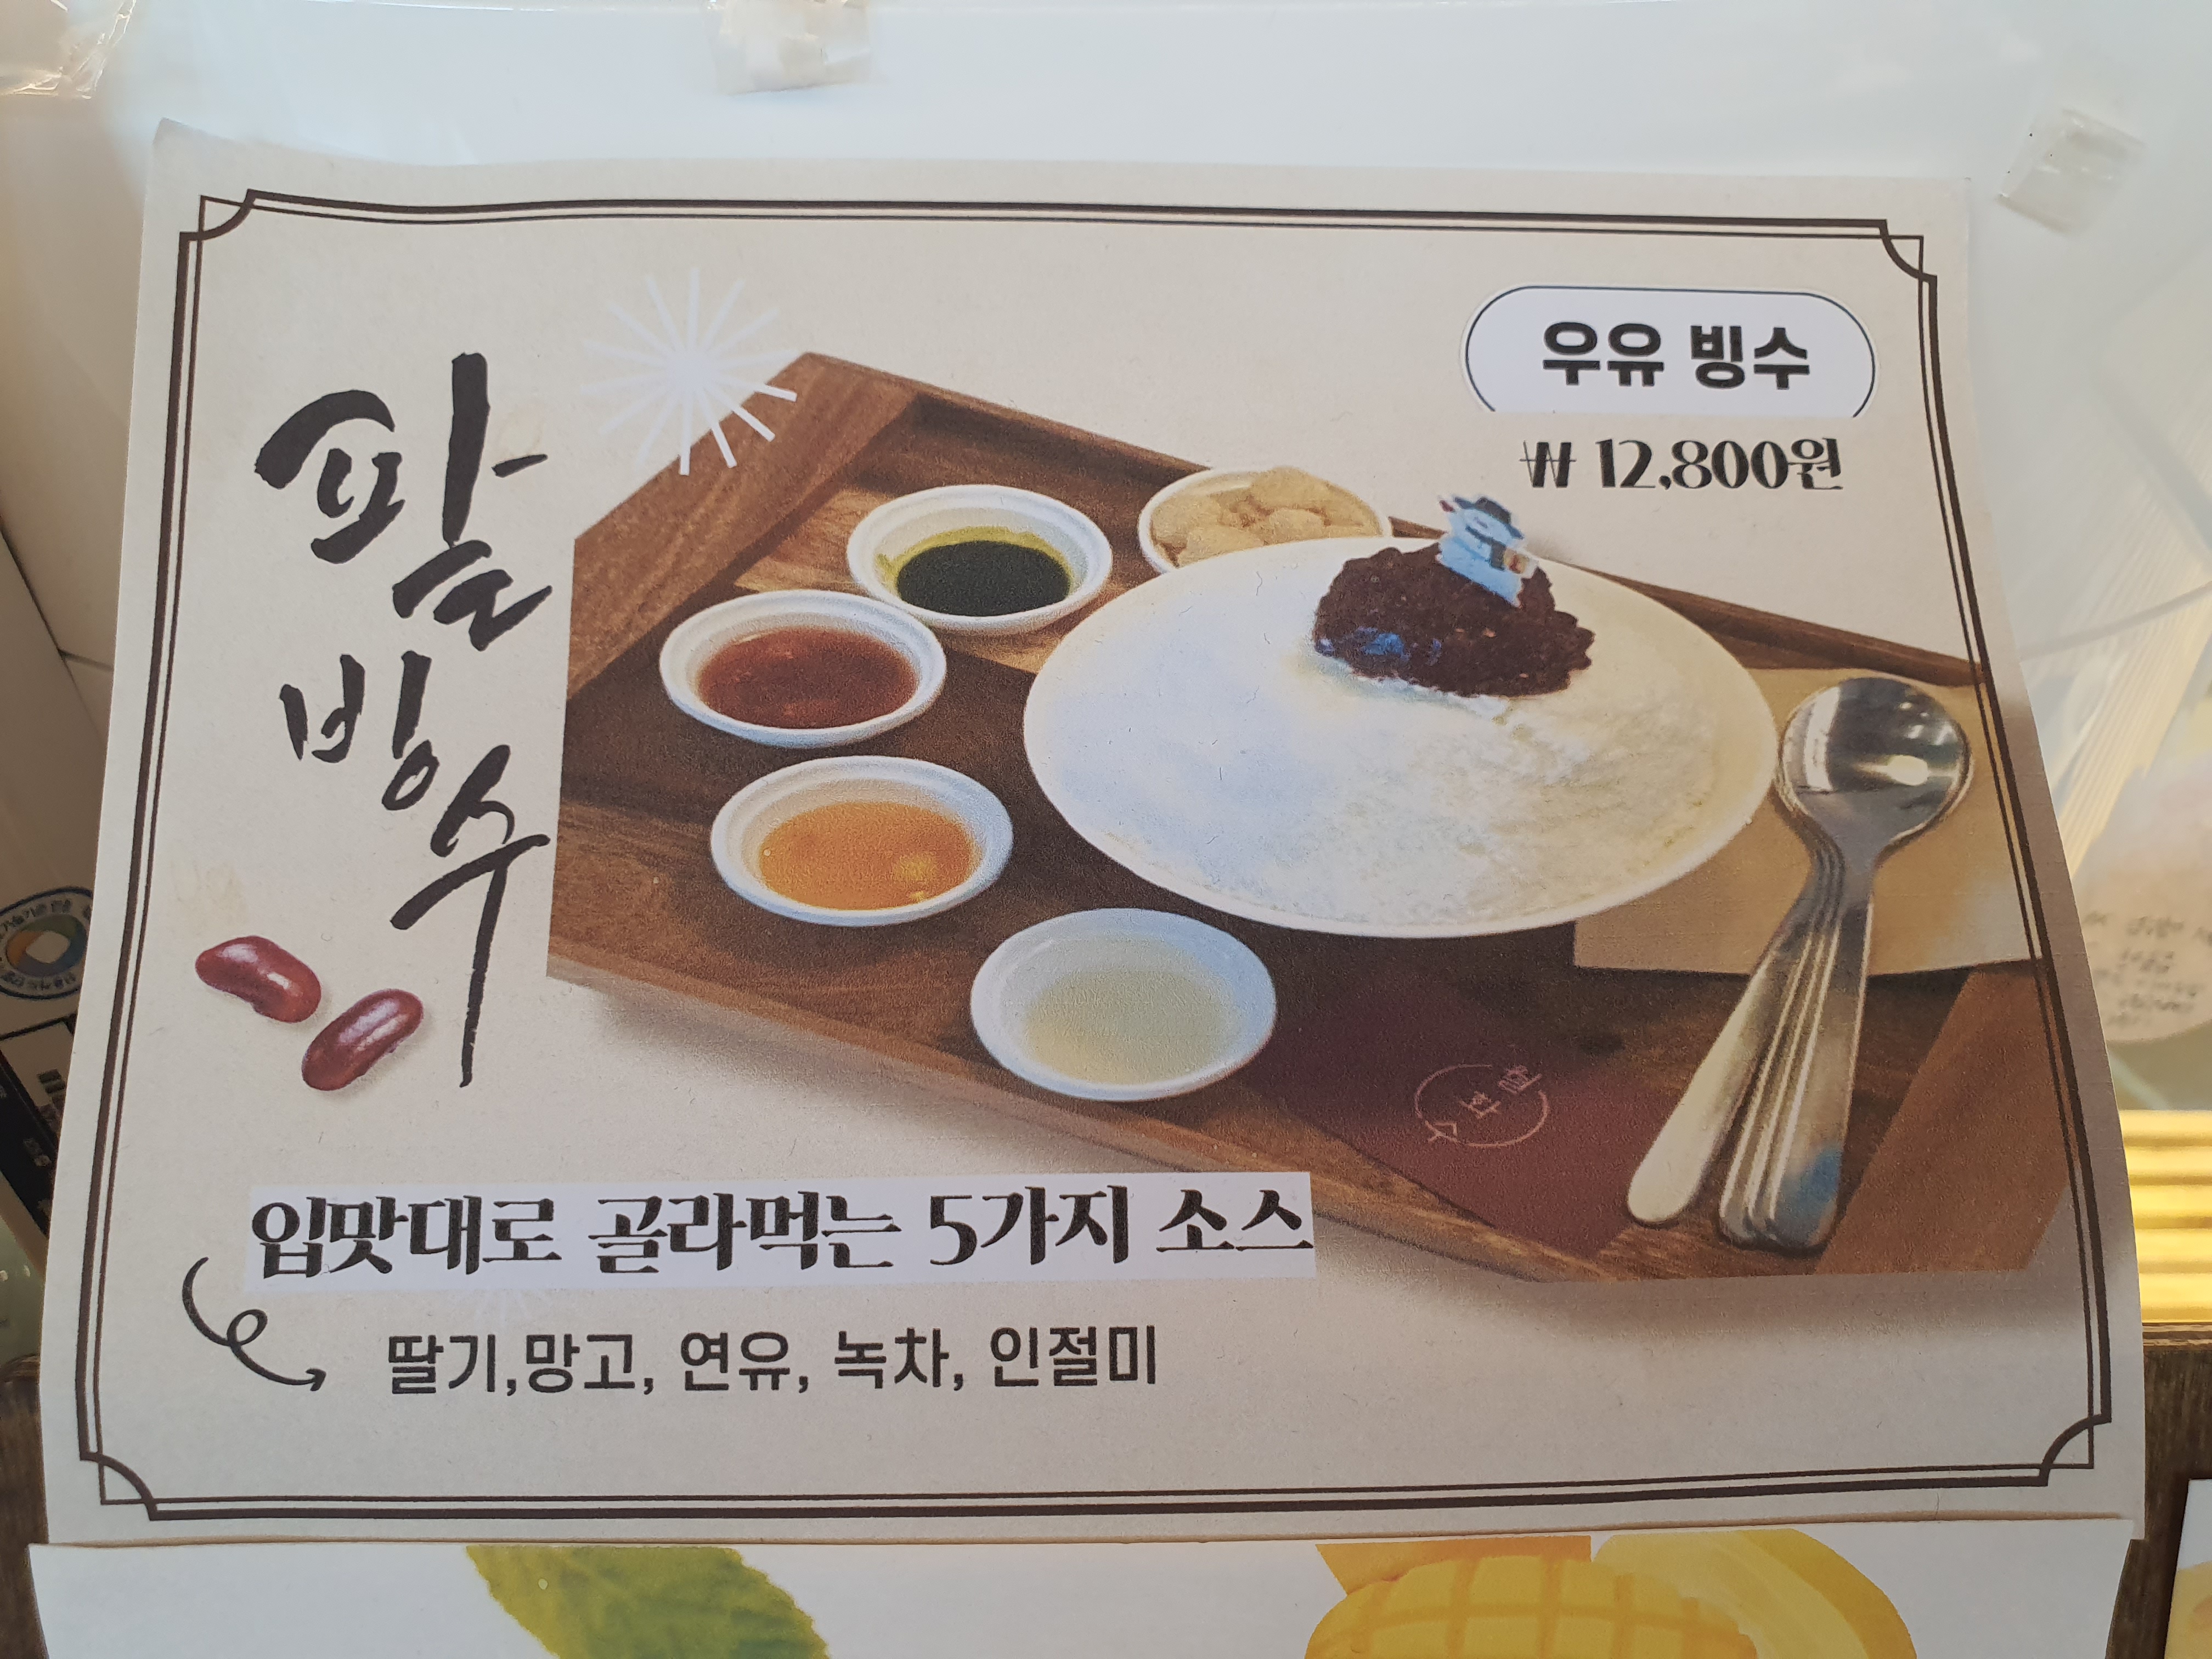 팥
빙
수
우유 빙수
₩ 12,800원
입맛대로 골라먹는 5가지 소스
딸기,망고, 연유, 녹차, 인절미